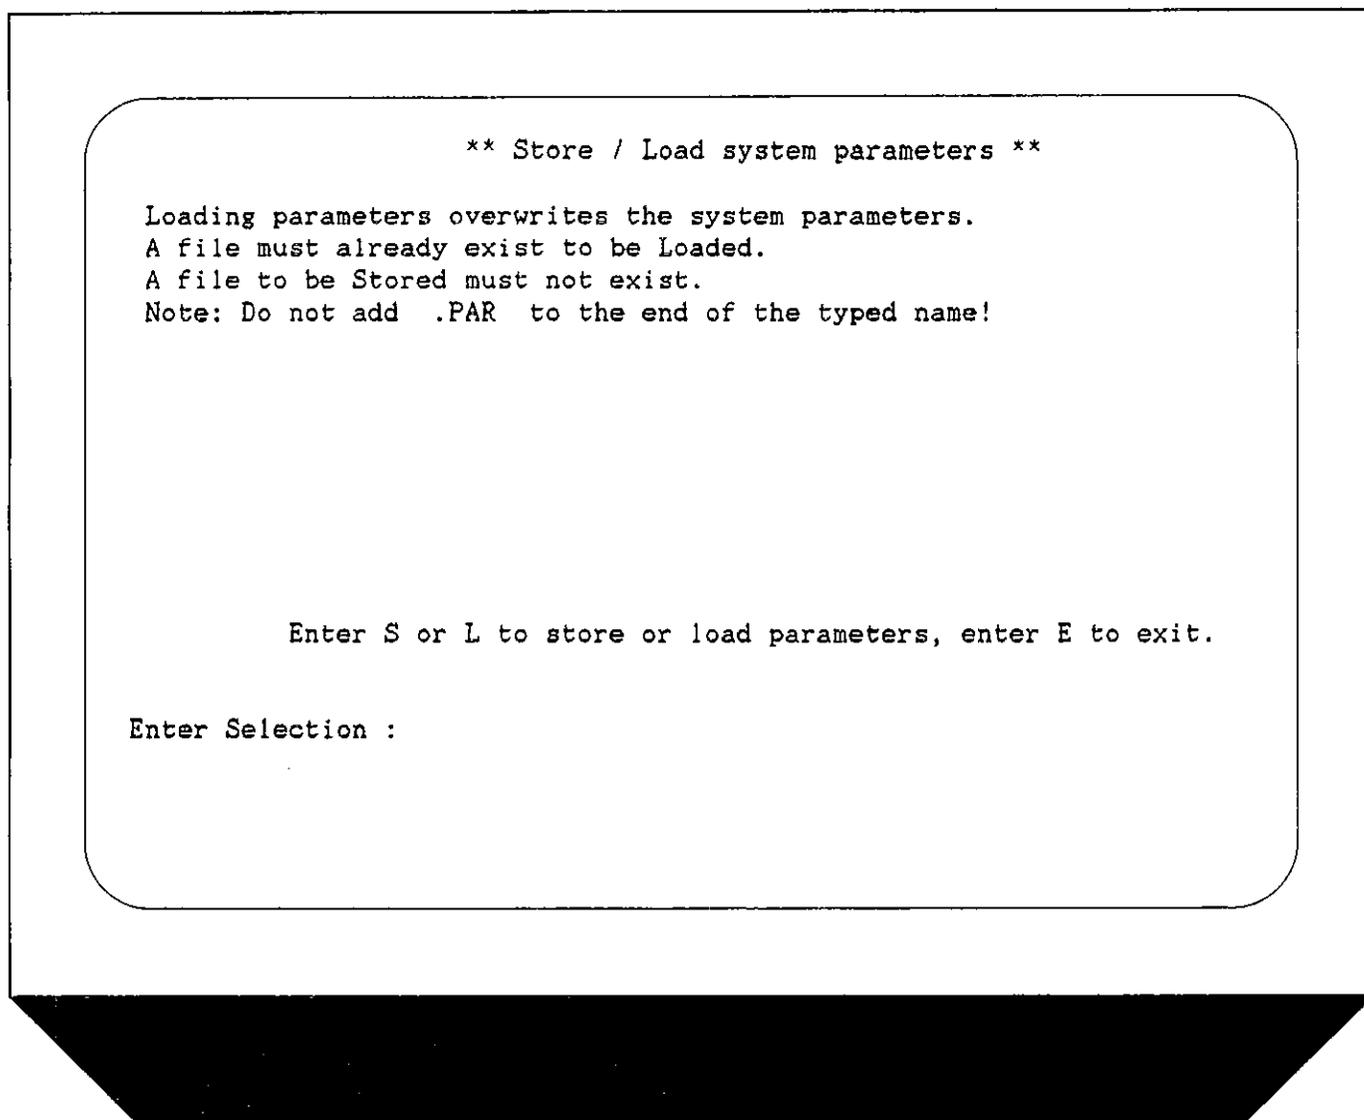 ** Store / Load system parameters **
Loading parameters overwrites the system parameters.
A file must already exist to be Loaded.
A file to be Stored must not exist.
Note: Do not add  .PAR  to the end of the typed name!
Enter S or L to store or load parameters, enter E to exit.
Enter Selection :